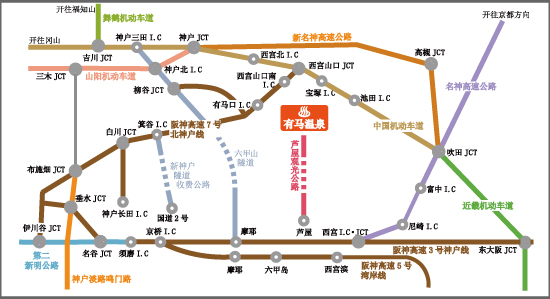 开往福知山
舞鹤机动车道
开往京都方向
开往冈山
神户三田 I.C
神户 JCT
新名神高速公路
吉川 JCT
西宫北 I.C
高槻 JCT
三木 JCT
山阳机动车道
神户北 I.C
西宫山口南
I.C
西宫山口 JCT
柳谷JCT
宝塚 I.C
池田 I.C
名神高速公路
有马口 I.C
有马温泉
箕谷 I.C
阪神高速 7 号
北神户线
中国机动车道
白川 JCT
六甲山
隧道
芦屋观光公路
吹田 JCT
新神户
隧道
收费公路
布施畑 JCT
富中 I.C
垂水 JCT
神户长田 I.C
国道 2 号
近畿机动车道
伊川谷 JCT
京桥 I.C
摩耶
芦屋
西宫 I.C·JCT
尼崎 I.C
第二
新明公路
名谷 JCT
须磨 I.C
阪神高速 3 号神户线
东大阪 JCT
摩耶
六甲岛
西宫滨
阪神高速 5 号
湾岸线
神户淡路鸣门路